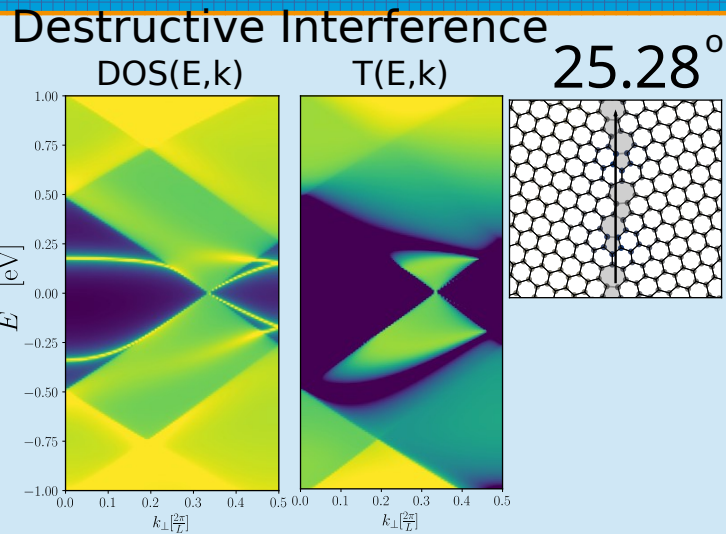 Destructive Interference
DOS(E,k)
T(E,k)
25.28°
1.00
0.75
0.50
0.25
0.00
−0.25
−0.50
−0.75
−1.00
E [eV]
0.0 0.1 0.2 0.3 0.4 0.5
k⊥[2π/L]
0.0 0.1 0.2 0.3 0.4 0.5
k⊥[2π/L]